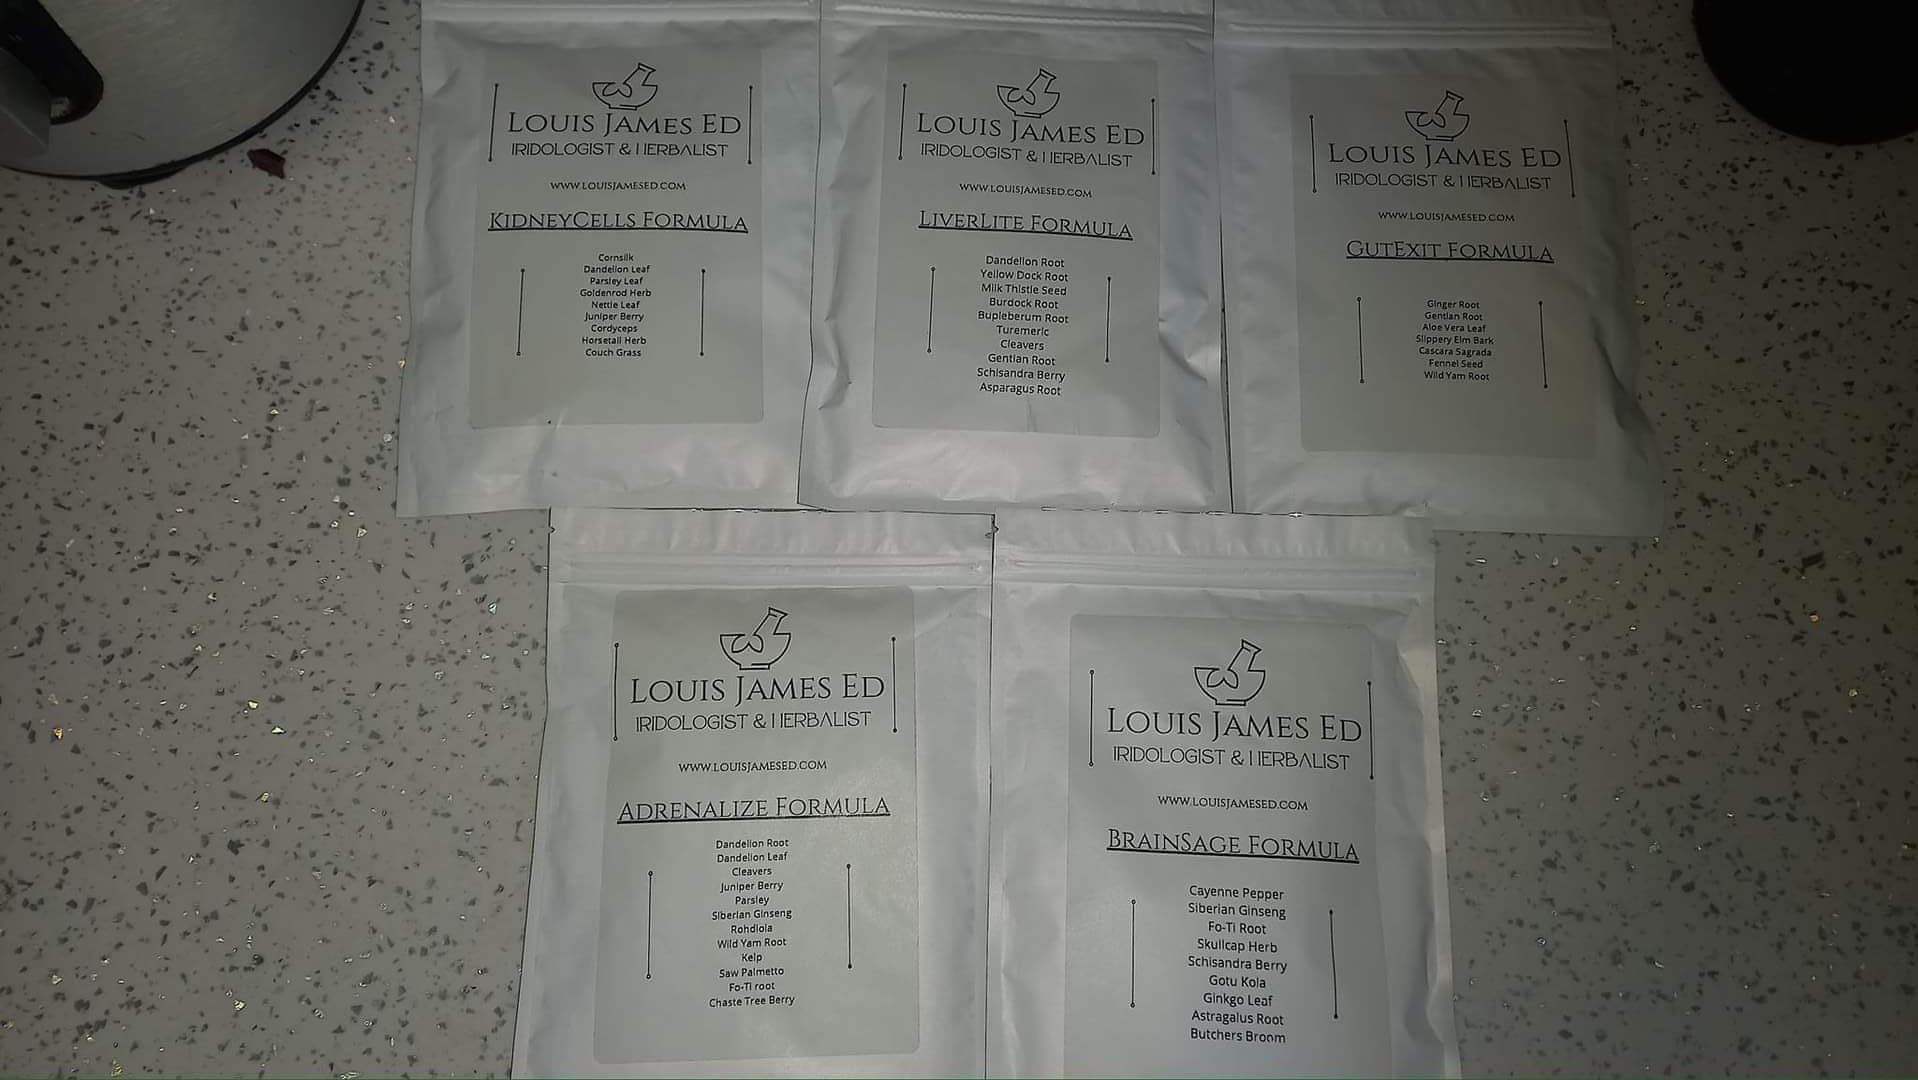 LOUIS JAMES ED
IRIDOLOGIST & HERBALIST
WWW.LOUISJAMESED.COM
KIDNEYCELLS FORMULA
Cornsilk
Dandelion Leaf
Parsley Leaf
Goldenrod Herb
Nettle Leaf
Juniper Berry
Cordyceps
Horsetail Herb
Couch Grass
LOUIS JAMES ED
IRIDOLOGIST & HERBALIST
WWW.LOUISJAMESED.COM
LIVERLITE FORMULA
Dandelion Root
Yellow Dock Root
Milk Thistle Seed
Burdock Root
Bupleberum Root
Turemeric
Cleavers
Gentian Root
Schisandra Berry
Asparagus Root
LOUIS JAMES ED
IRIDOLOGIST & HERBALIST
WWW.LOUISJAMESED.COM
GUTEXIT FORMULA
Ginger Root
Gentian Root
Aloe Vera Leaf
Slippery Elm Bark
Cascara Sagrada
Fennel Seed
Wild Yam Root
LOUIS JAMES ED
IRIDOLOGIST & HERBALIST
WWW.LOUISJAMESED.COM
ADRENALIZE FORMULA
Dandelion Root
Dandelion Leaf
Cleavers
Juniper Berry
Parsley
Siberian Ginseng
Rohdiola
Wild Yam Root
Kelp
Saw Palmetto
Fo-Ti root
Chaste Tree Berry
LOUIS JAMES ED
IRIDOLOGIST & HERBALIST
WWW.LOUISJAMESED.COM
BRAINSAGE FORMULA
Cayenne Pepper
Siberian Ginseng
Fo-Ti Root
Skullcap Herb
Schisandra Berry
Gotu Kola
Ginkgo Leaf
Astragalus Root
Butchers Broom